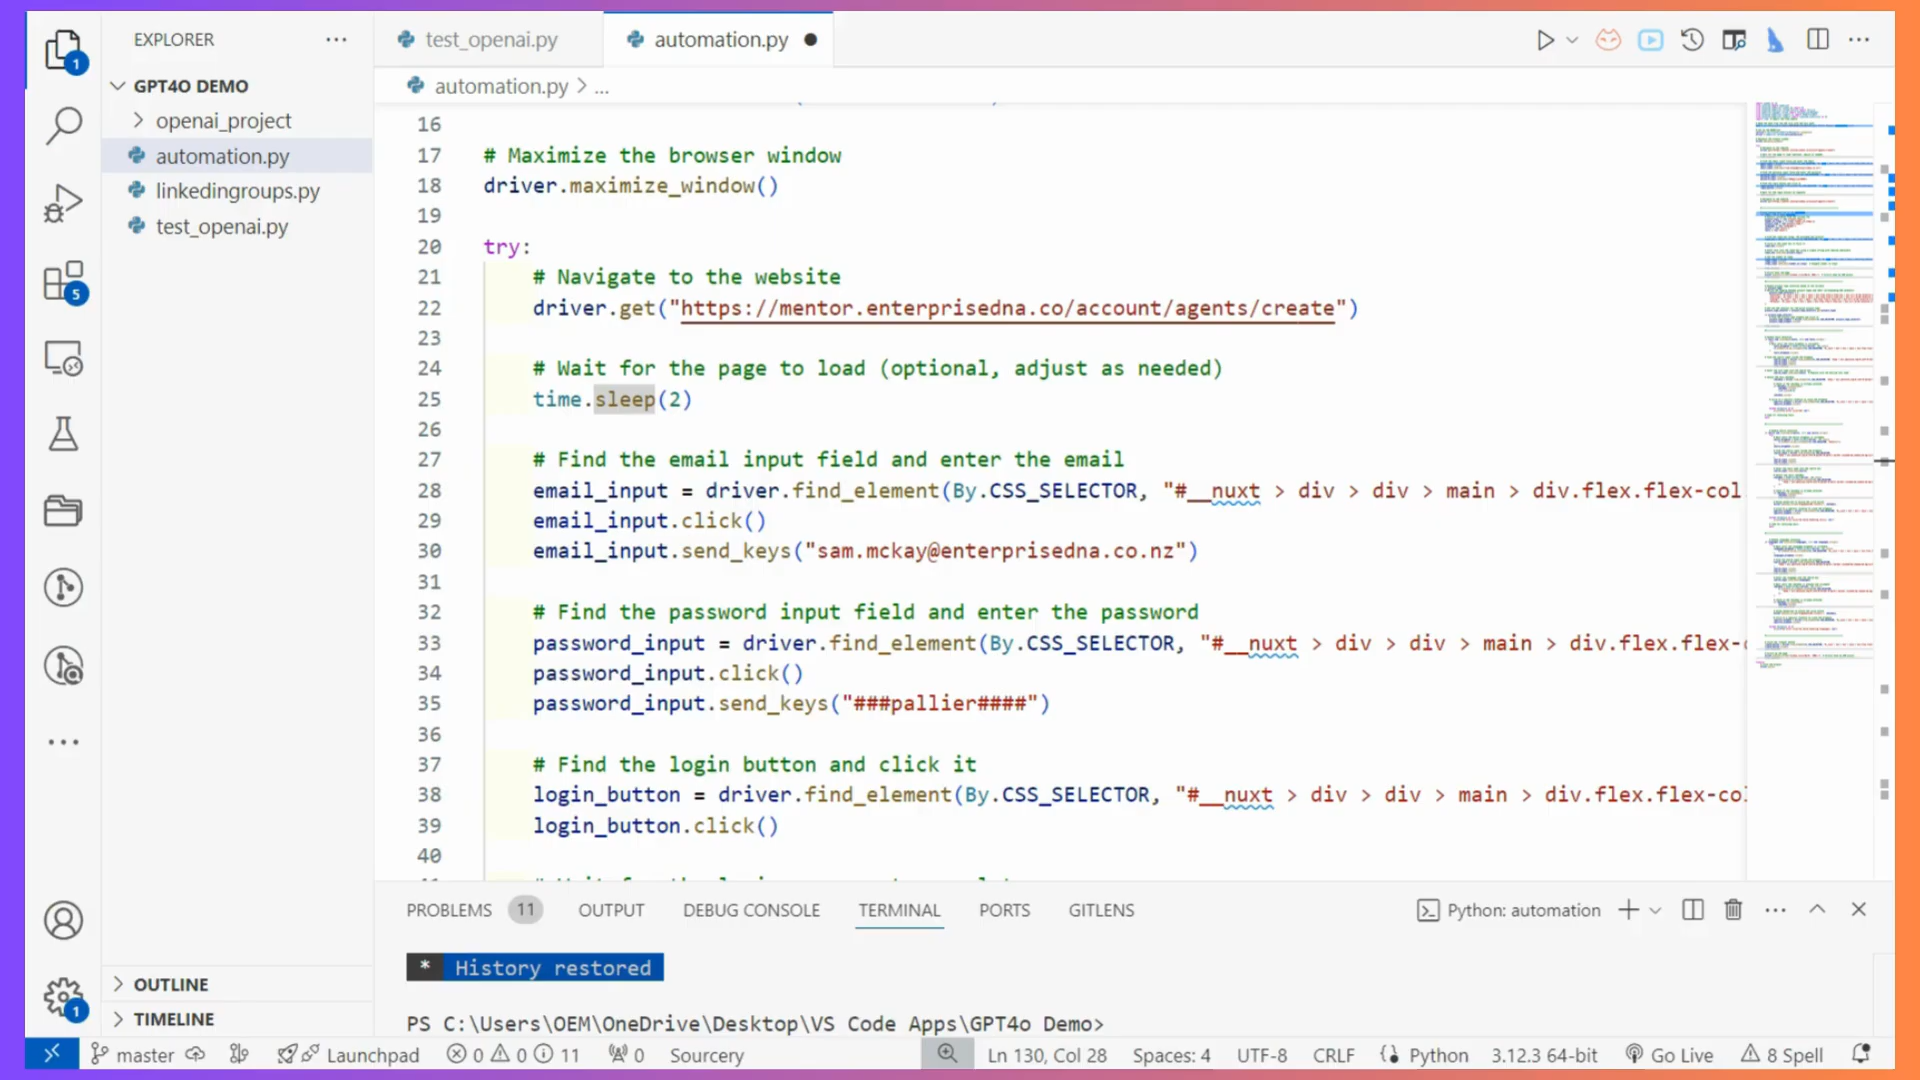 EXPLORER
1
GPT4O DEMO
openai_project
automation.py
linkedingroups.py
test_openai.py
5
OUTLINE
TIMELINE
1
test_openai.py
automation.py
automation.py > ...
16
17 # Maximize the browser window
18 driver.maximize_window()
19
20 try:
21 # Navigate to the website
22 driver.get("https://mentor.enterprisedna.co/account/agents/create")
23
24 # Wait for the page to load (optional, adjust as needed)
25 time.sleep(2)
26
27 # Find the email input field and enter the email
28 email_input = driver.find_element(By.CSS_SELECTOR, "#__nuxt > div > div > main > div.flex.flex-col
29 email_input.click()
30 email_input.send_keys("sam.mckay@enterprisedna.co.nz")
31
32 # Find the password input field and enter the password
33 password_input = driver.find_element(By.CSS_SELECTOR, "#__nuxt > div > div > main > div.flex.flex-
34 password_input.click()
35 password_input.send_keys("###pallier####")
36
37 # Find the login button and click it
38 login_button = driver.find_element(By.CSS_SELECTOR, "#__nuxt > div > div > main > div.flex.flex-co
39 login_button.click()
40
PROBLEMS 11 OUTPUT DEBUG CONSOLE TERMINAL PORTS GITLENS Python: automation
* History restored
PS C:\Users\OEM\OneDrive\Desktop\VS Code Apps\GPT4o Demo>
master Launchpad 0 0 11 0 Sourcery Ln 130, Col 28 Spaces: 4 UTF-8 CRLF Python 3.12.3 64-bit Go Live 8 Spell